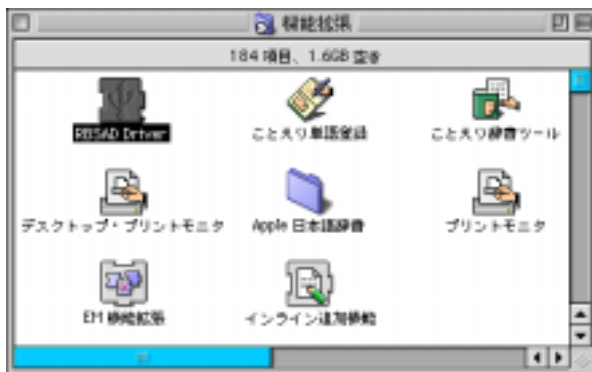 機能拡張
184 項目、1.6GB 空き
RBSAD Driver
ことえり単語登録
ことえり辞書ツール
デスクトップ・プリントモニタ
Apple 日本語辞書
プリントモニタ
EM 機能拡張
インライン追加機能